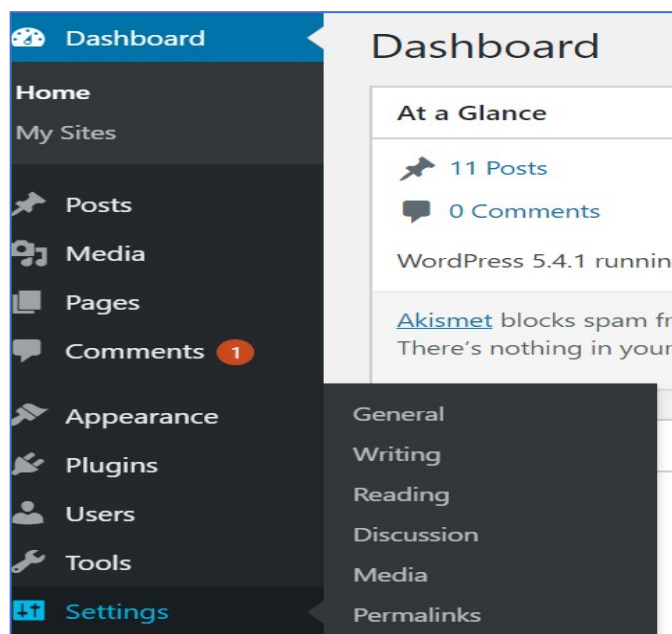 Dashboard
Home
My Sites
Posts
Media
Pages
Comments 1
Appearance
Plugins
Users
Tools
Settings
General
Writing
Reading
Discussion
Media
Permalinks
Dashboard
At a Glance
11 Posts
0 Comments
WordPress 5.4.1 runnin
Akismet blocks spam fr
There's nothing in your